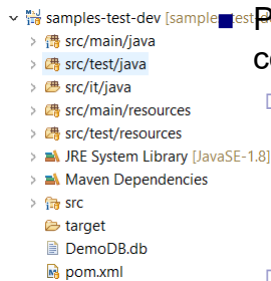 samples-test-dev [sample
src/main/java
src/test/java
src/it/java
src/main/resources
src/test/resources
JRE System Library [JavaSE-1.8]
Maven Dependencies
src
target
DemoDB.db
pom.xml